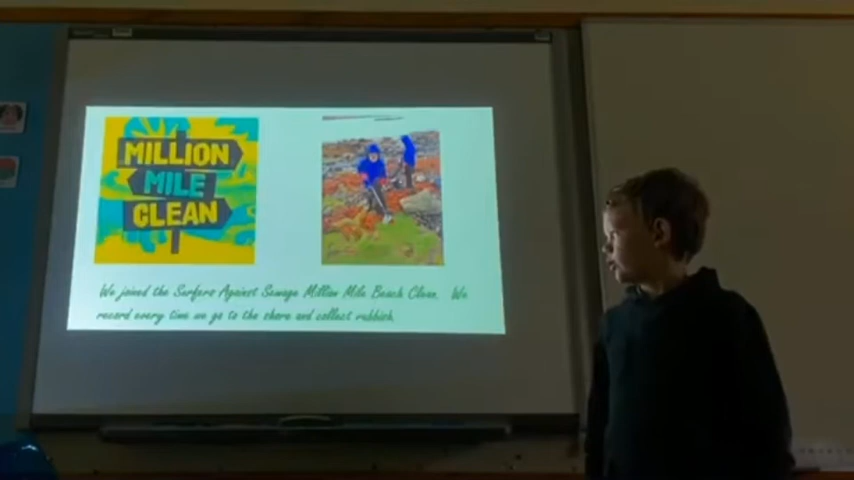 MILLION
MILE
CLEAN
We joined the Surfers Against Sewage Million Mile Beach Clean. We
record every time we go to the shore and collect rubbish.